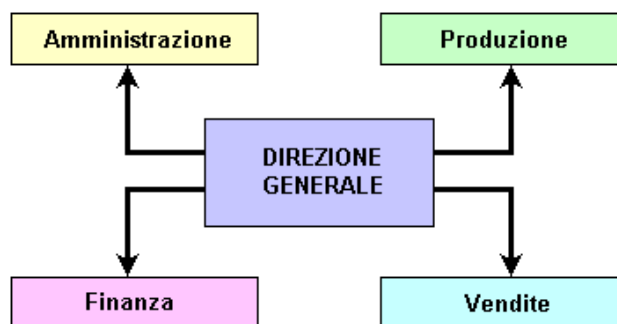 Amministrazione
Produzione
DIREZIONE
GENERALE
Finanza
Vendite